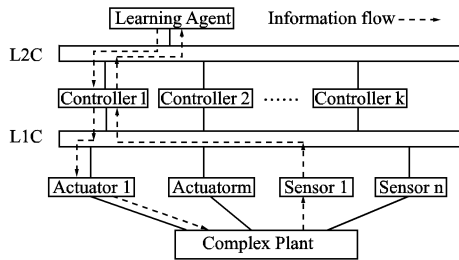 Learning Agent
Information flow
L2C
Controller 1
Controller 2
......
Controller k
L1C
Actuator 1
Actuatorm
Sensor 1
Sensor n
Complex Plant